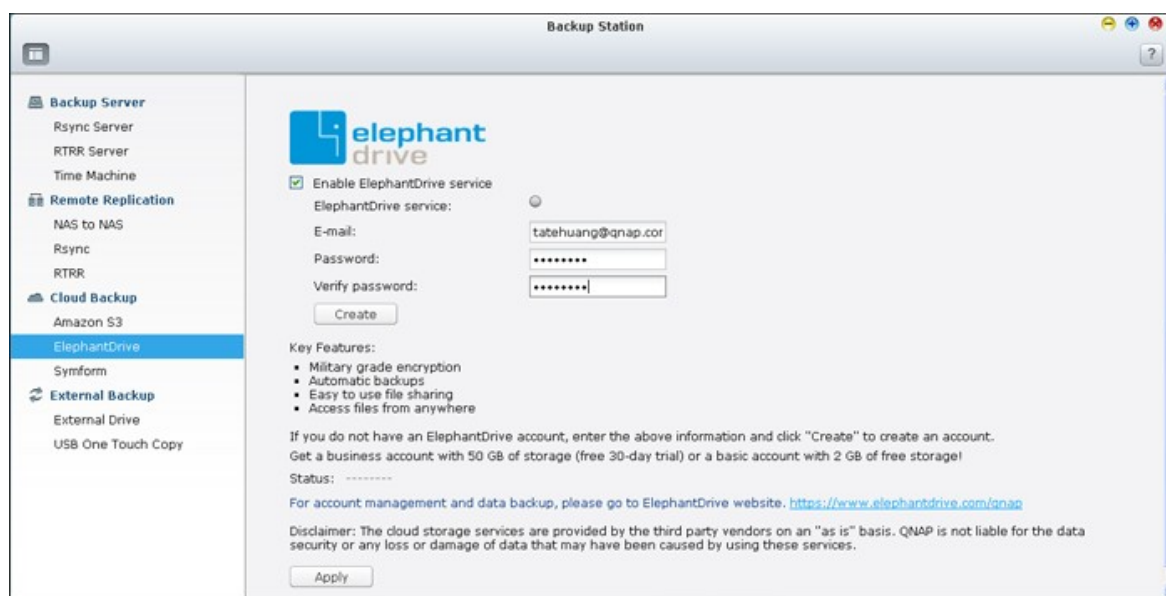 Backup Station
?
Backup Server
Rsync Server
RTRR Server
Time Machine
Remote Replication
NAS to NAS
Rsync
RTRR
Cloud Backup
Amazon S3
ElephantDrive
Symform
External Backup
External Drive
USB One Touch Copy
elephant
drive
Enable ElephantDrive service
ElephantDrive service:
E-mail: tatehuang@qnap.cor
Password: ••••••••
Verify password: ••••••••
Create
Key Features:
▪ Military grade encryption
▪ Automatic backups
▪ Easy to use file sharing
▪ Access files from anywhere
If you do not have an ElephantDrive account, enter the above information and click "Create" to create an account.
Get a business account with 50 GB of storage (free 30-day trial) or a basic account with 2 GB of free storage!
Status: --------
For account management and data backup, please go to ElephantDrive website. https://www.elephantdrive.com/qnap
Disclaimer: The cloud storage services are provided by the third party vendors on an "as is" basis. QNAP is not liable for the data
security or any loss or damage of data that may have been caused by using these services.
Apply